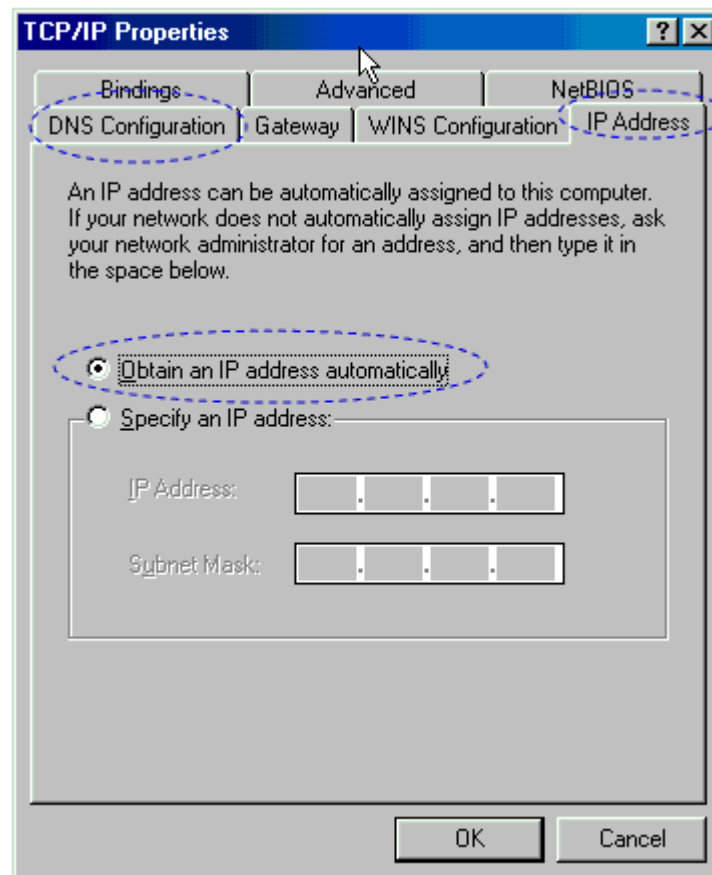 TCP/IP Properties
Bindings Advanced NetBIOS
DNS Configuration Gateway WINS Configuration IP Address
An IP address can be automatically assigned to this computer.
If your network does not automatically assign IP addresses, ask
your network administrator for an address, and then type it in
the space below.
Obtain an IP address automatically
Specify an IP address:
IP Address:
Subnet Mask:
OK Cancel